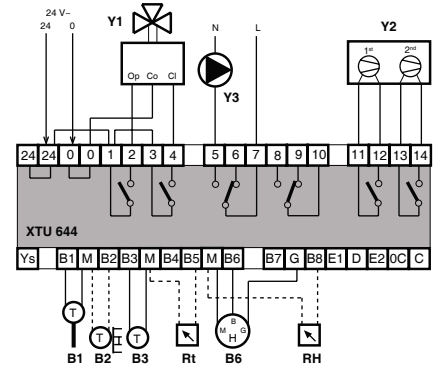 24 V~
24 0
Y1
N L
Y2
1st 2nd
Op Co Cl
Y3
24 24 0 0 1 2 3 4 5 6 7 8 9 10 11 12 13 14
XTU 644
Ys B1 M B2 B3 M B4 B5 M B6 B7 G B8 E1 D E2 0C C
T T T
M B G
H
B1 B2 B3 Rt B6 RH